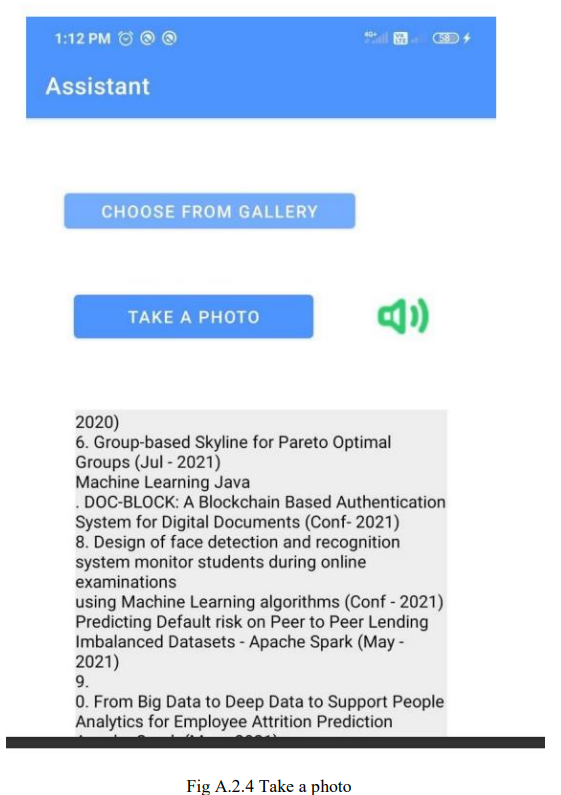 1:12 PM
4G+
Vo
LTE
58
Assistant
CHOOSE FROM GALLERY
TAKE A PHOTO
2020)
6. Group-based Skyline for Pareto Optimal
Groups (Jul - 2021)
Machine Learning Java
. DOC-BLOCK: A Blockchain Based Authentication
System for Digital Documents (Conf- 2021)
8. Design of face detection and recognition
system monitor students during online
examinations
using Machine Learning algorithms (Conf - 2021)
Predicting Default risk on Peer to Peer Lending
Imbalanced Datasets - Apache Spark (May -
2021)
9.
0. From Big Data to Deep Data to Support People
Analytics for Employee Attrition Prediction
Fig A.2.4 Take a photo